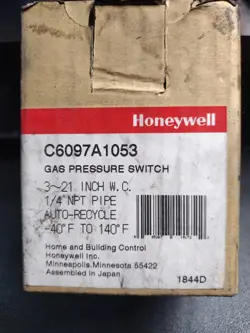 Honeywell
C6097A1053
GAS PRESSURE SWITCH
3~21 INCH W.C.
1/4" NPT PIPE
AUTO-RECYCLE
-40°F TO 140°F
Home and Building Control
Honeywell Inc.
Minneapolis,Minnesota 55422
Assembled in Japan
1844D